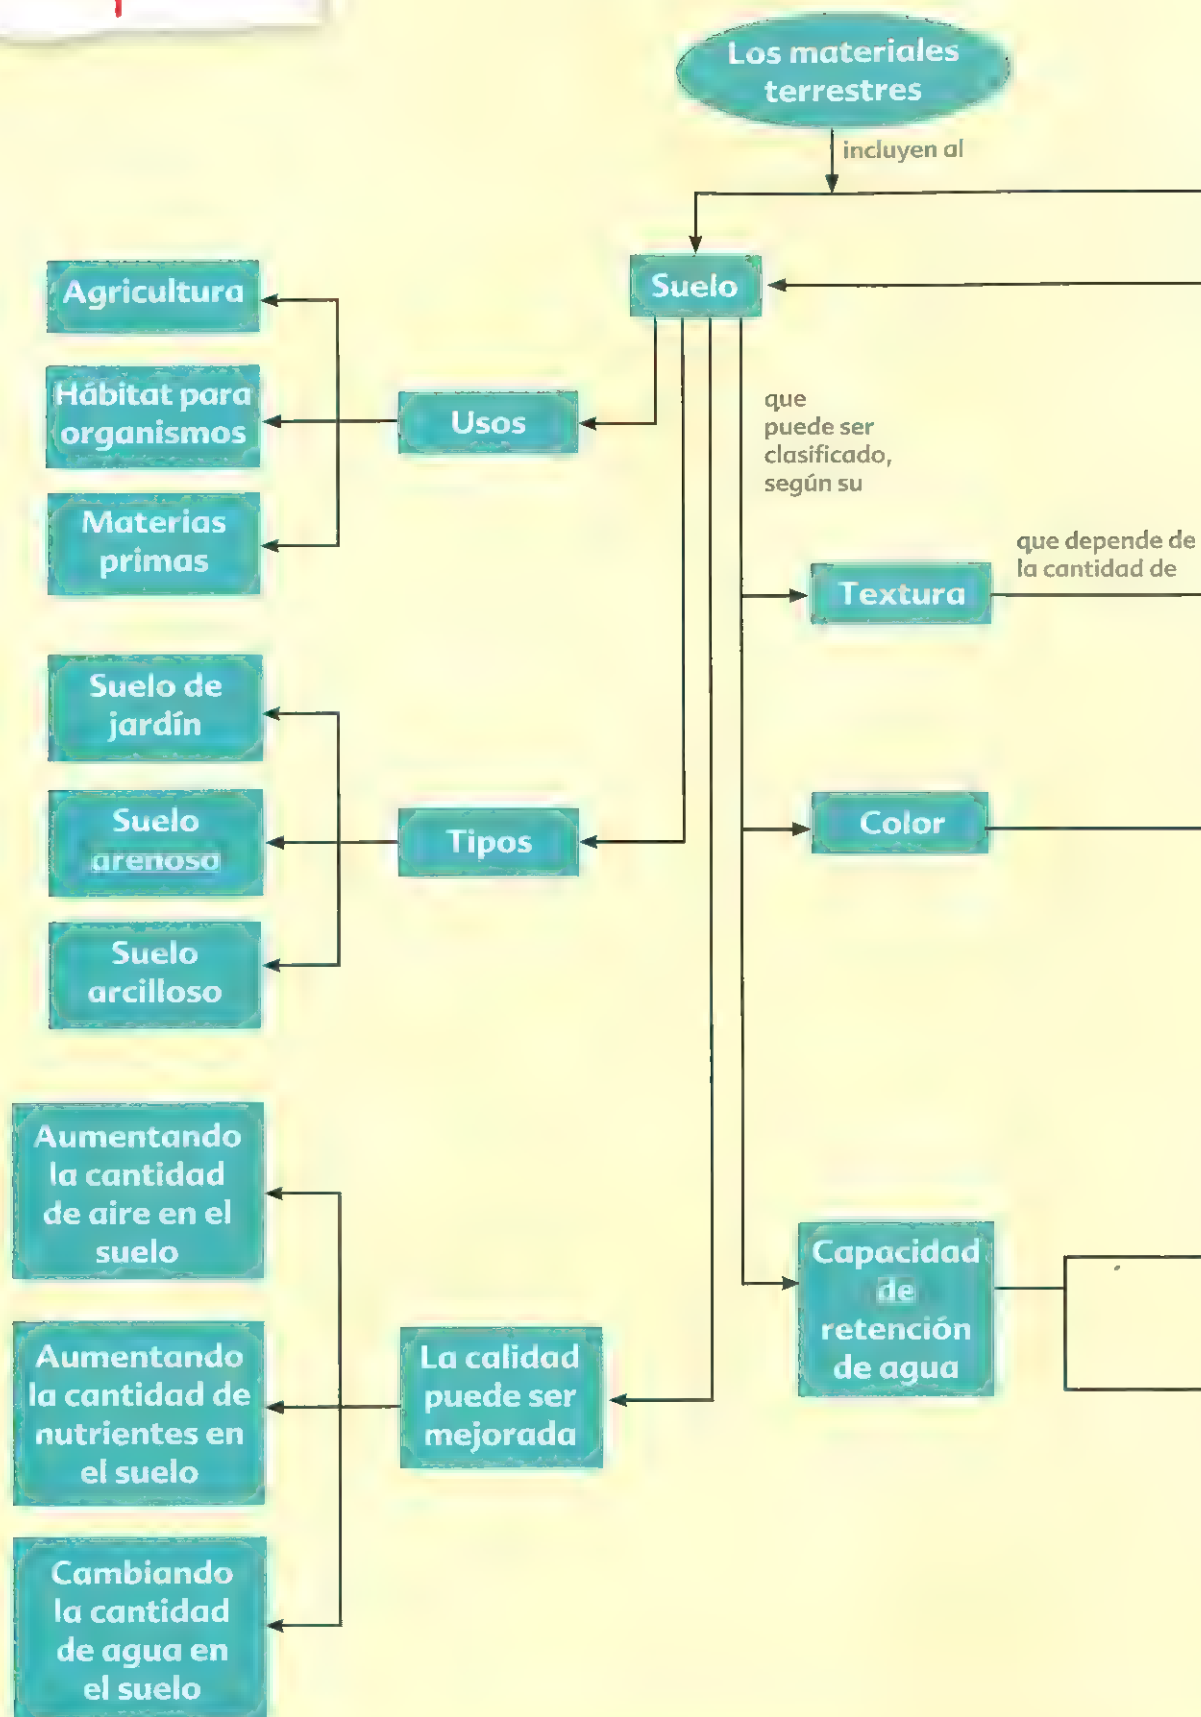 Los materiales
terrestres
incluyen al
Suelo
Agricultura
Hábitat para
organismos
Materias
primas
Usos
que
puede ser
clasificado,
según su
Textura
que depende de
la cantidad de
Suelo de
jardín
Suelo
arenoso
Suelo
arcilloso
Tipos
Color
Aumentando
la cantidad
de aire en el
suelo
Aumentando
la cantidad de
nutrientes en
el suelo
Cambiando
la cantidad
de agua en
el suelo
La calidad
puede ser
mejorada
Capacidad
de
retención
de agua